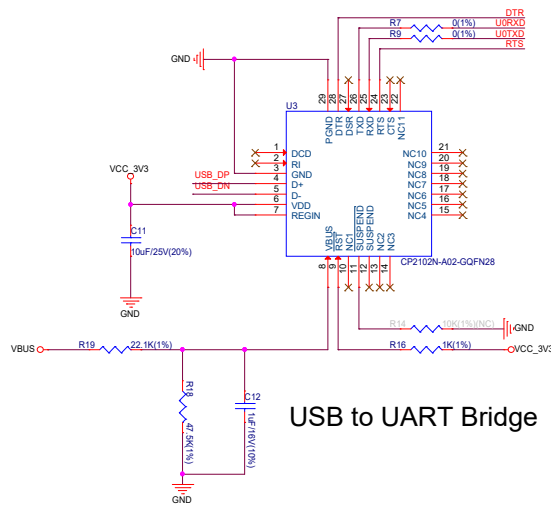 DTR
R7 0(1%) U0RXD
R9 0(1%) U0TXD
RTS
GND
29 28 27 26 25 24 23 22
U3
PGND DTR DSR TXD RXD RTS CTS NC11
1 DCD NC10 21
2 RI NC9 20
3 GND NC8 19
USB_DP 4 D+ NC7 18
USB_DN 5 D- NC6 17
VCC_3V3
6 VDD NC5 16
7 REGIN NC4 15
VBUS RST NC1 SUSPEND SUSPEND NC2 NC3
CP2102N-A02-GQFN28
8 9 10 11 12 13 14
C11
10uF/25V(20%)
GND
R14 10K(1%)(NC) GND
VBUS R19 22.1K(1%)
R16 1K(1%) VCC_3V3
R18
47.5K(1%)
C12
1uF/16V(10%)
GND
USB to UART Bridge